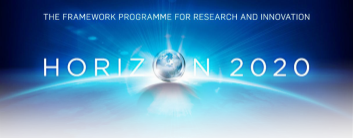 THE FRAMEWORK PROGRAMME FOR RESEARCH AND INNOVATION
HORIZON 2020